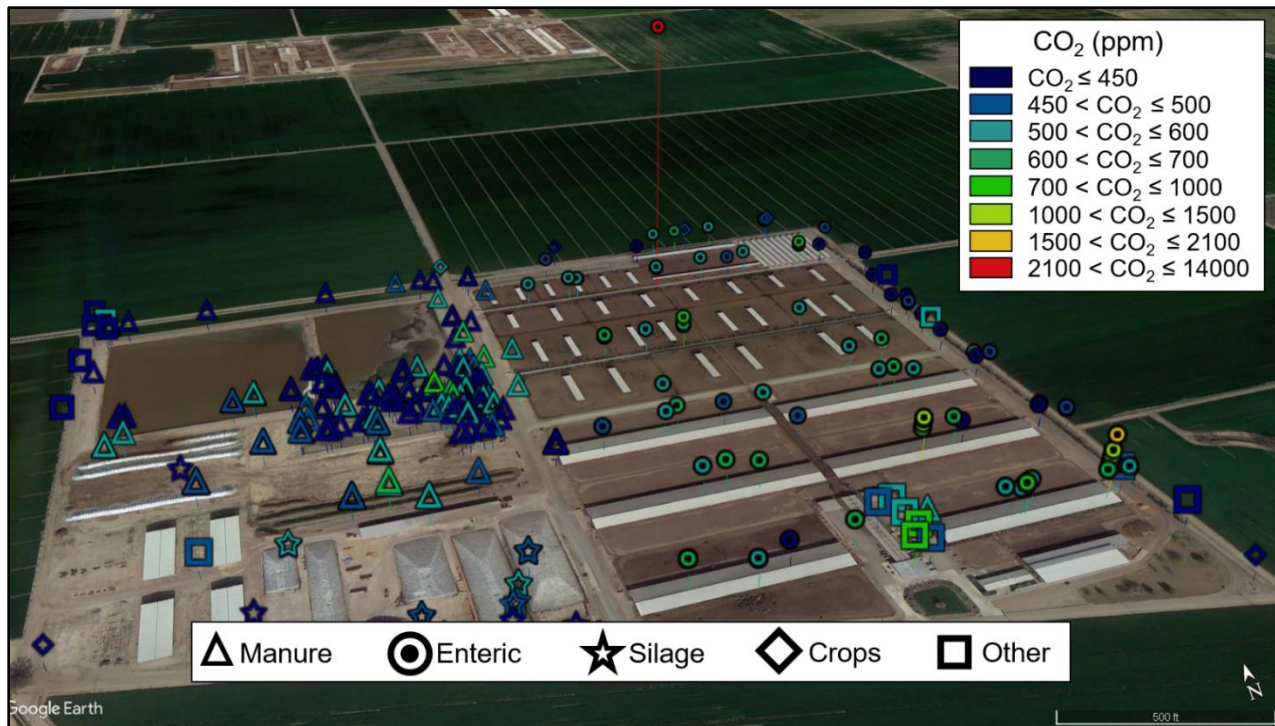 CO₂ (ppm)
CO₂ ≤ 450
450 < CO₂ ≤ 500
500 < CO₂ ≤ 600
600 < CO₂ ≤ 700
700 < CO₂ ≤ 1000
1000 < CO₂ ≤ 1500
1500 < CO₂ ≤ 2100
2100 < CO₂ ≤ 14000
Manure Enteric Silage Crops Other
Google Earth
N
500 ft